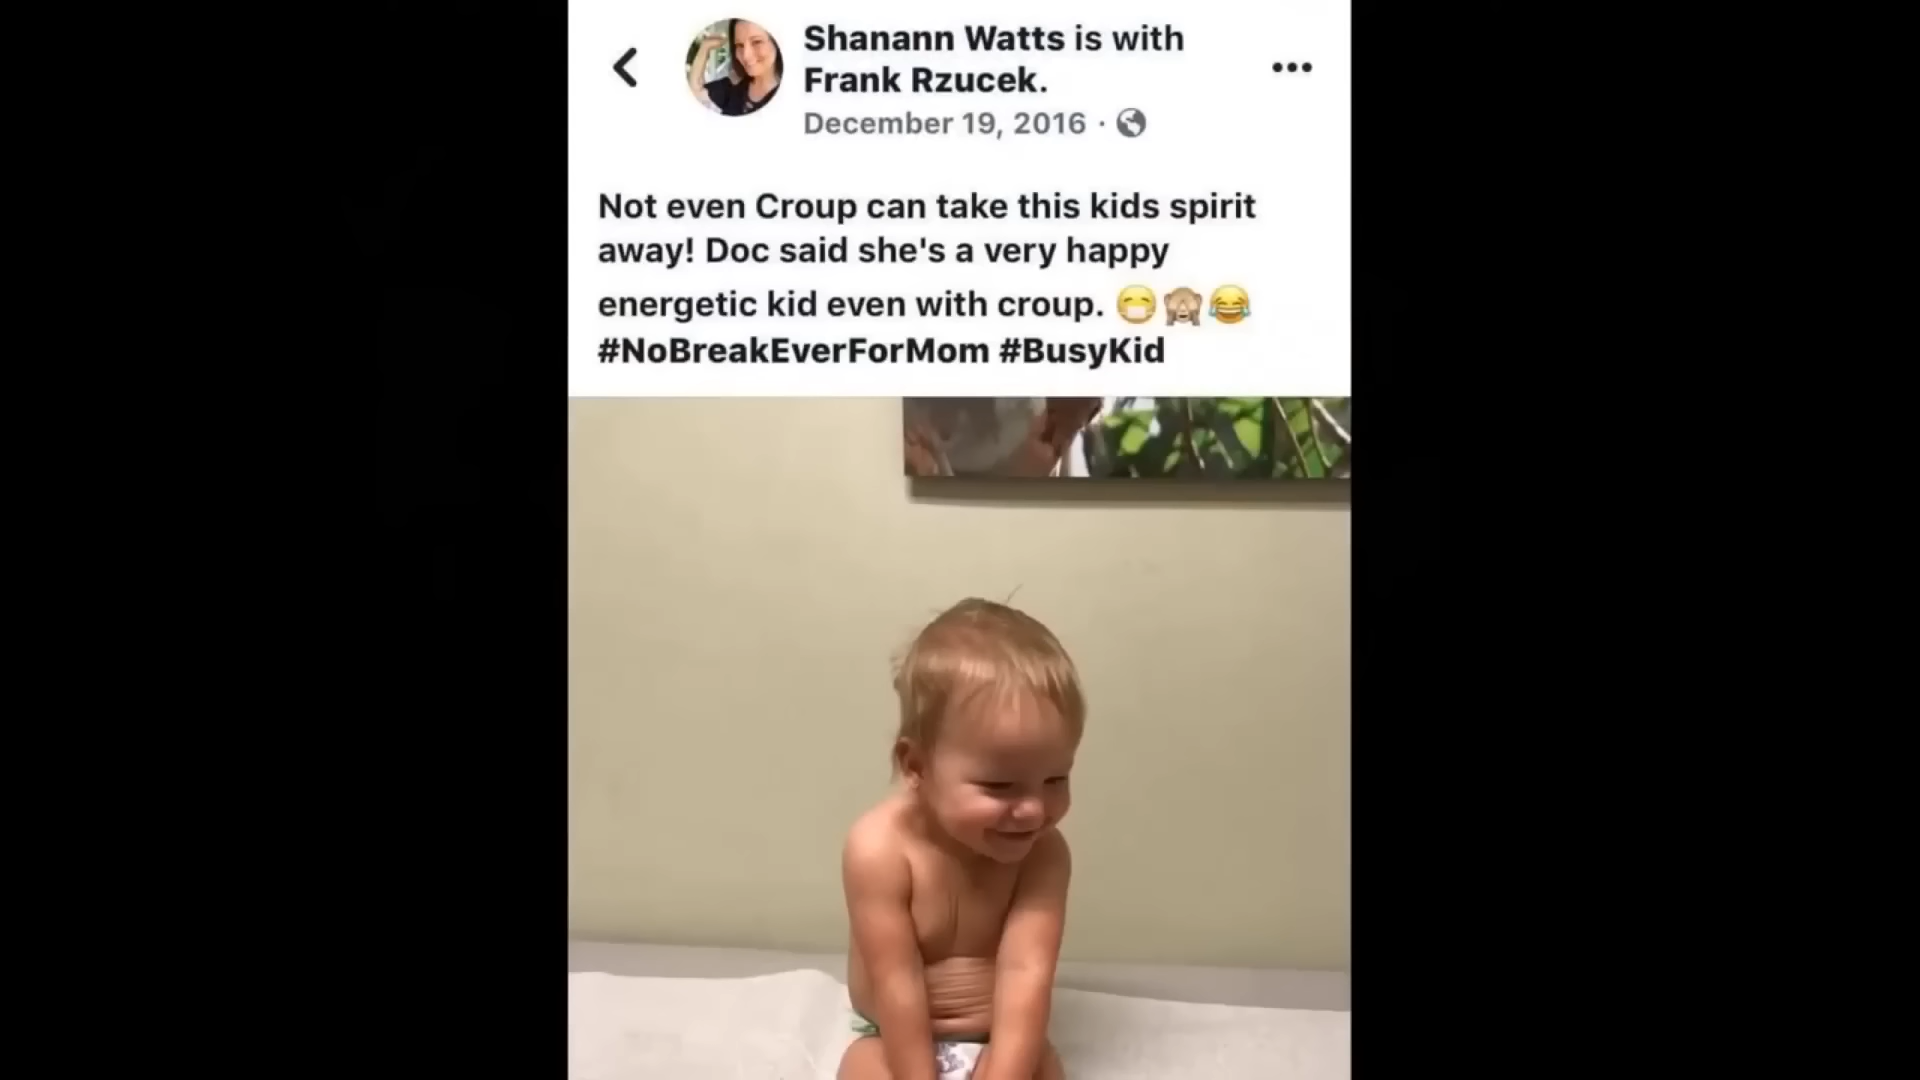 Shanann Watts is with
Frank Rzucek.
December 19, 2016 ·
Not even Croup can take this kids spirit
away! Doc said she's a very happy
energetic kid even with croup. 😷🙈😂
#NoBreakEverForMom #BusyKid